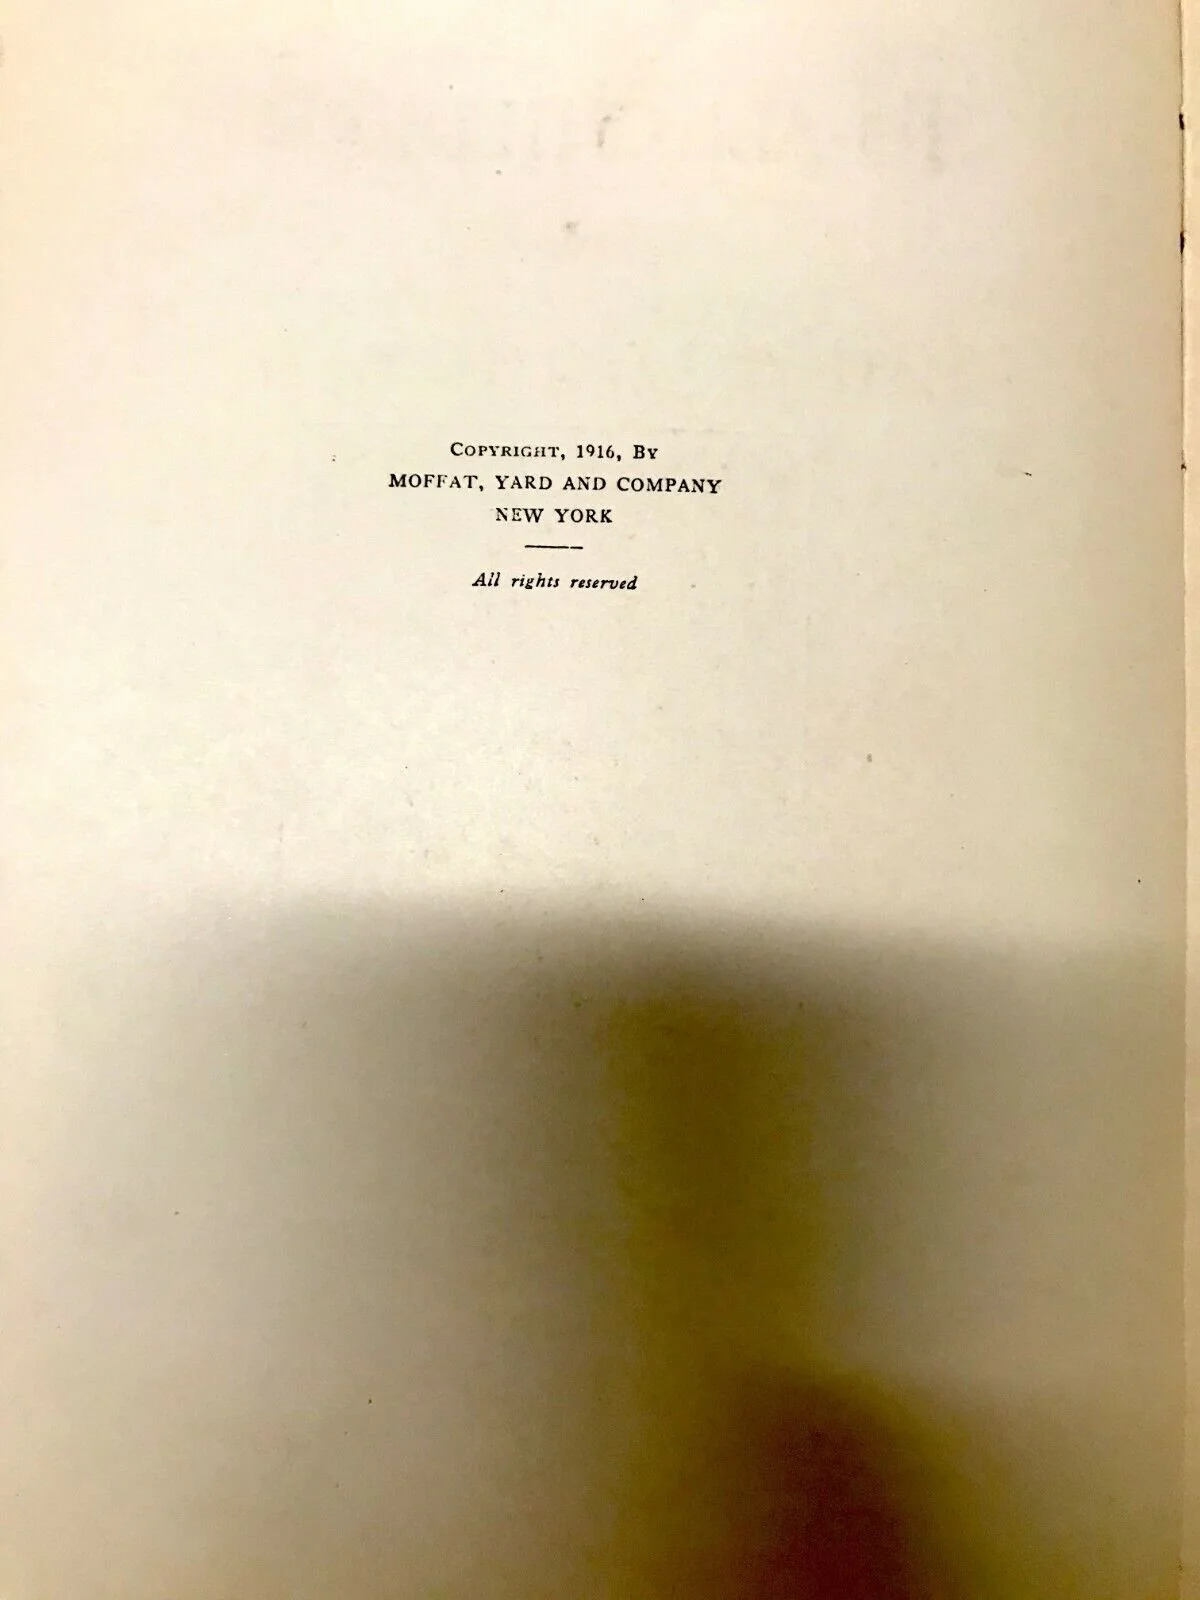 COPYRIGHT, 1916, BY
MOFFAT, YARD AND COMPANY
NEW YORK
All rights reserved